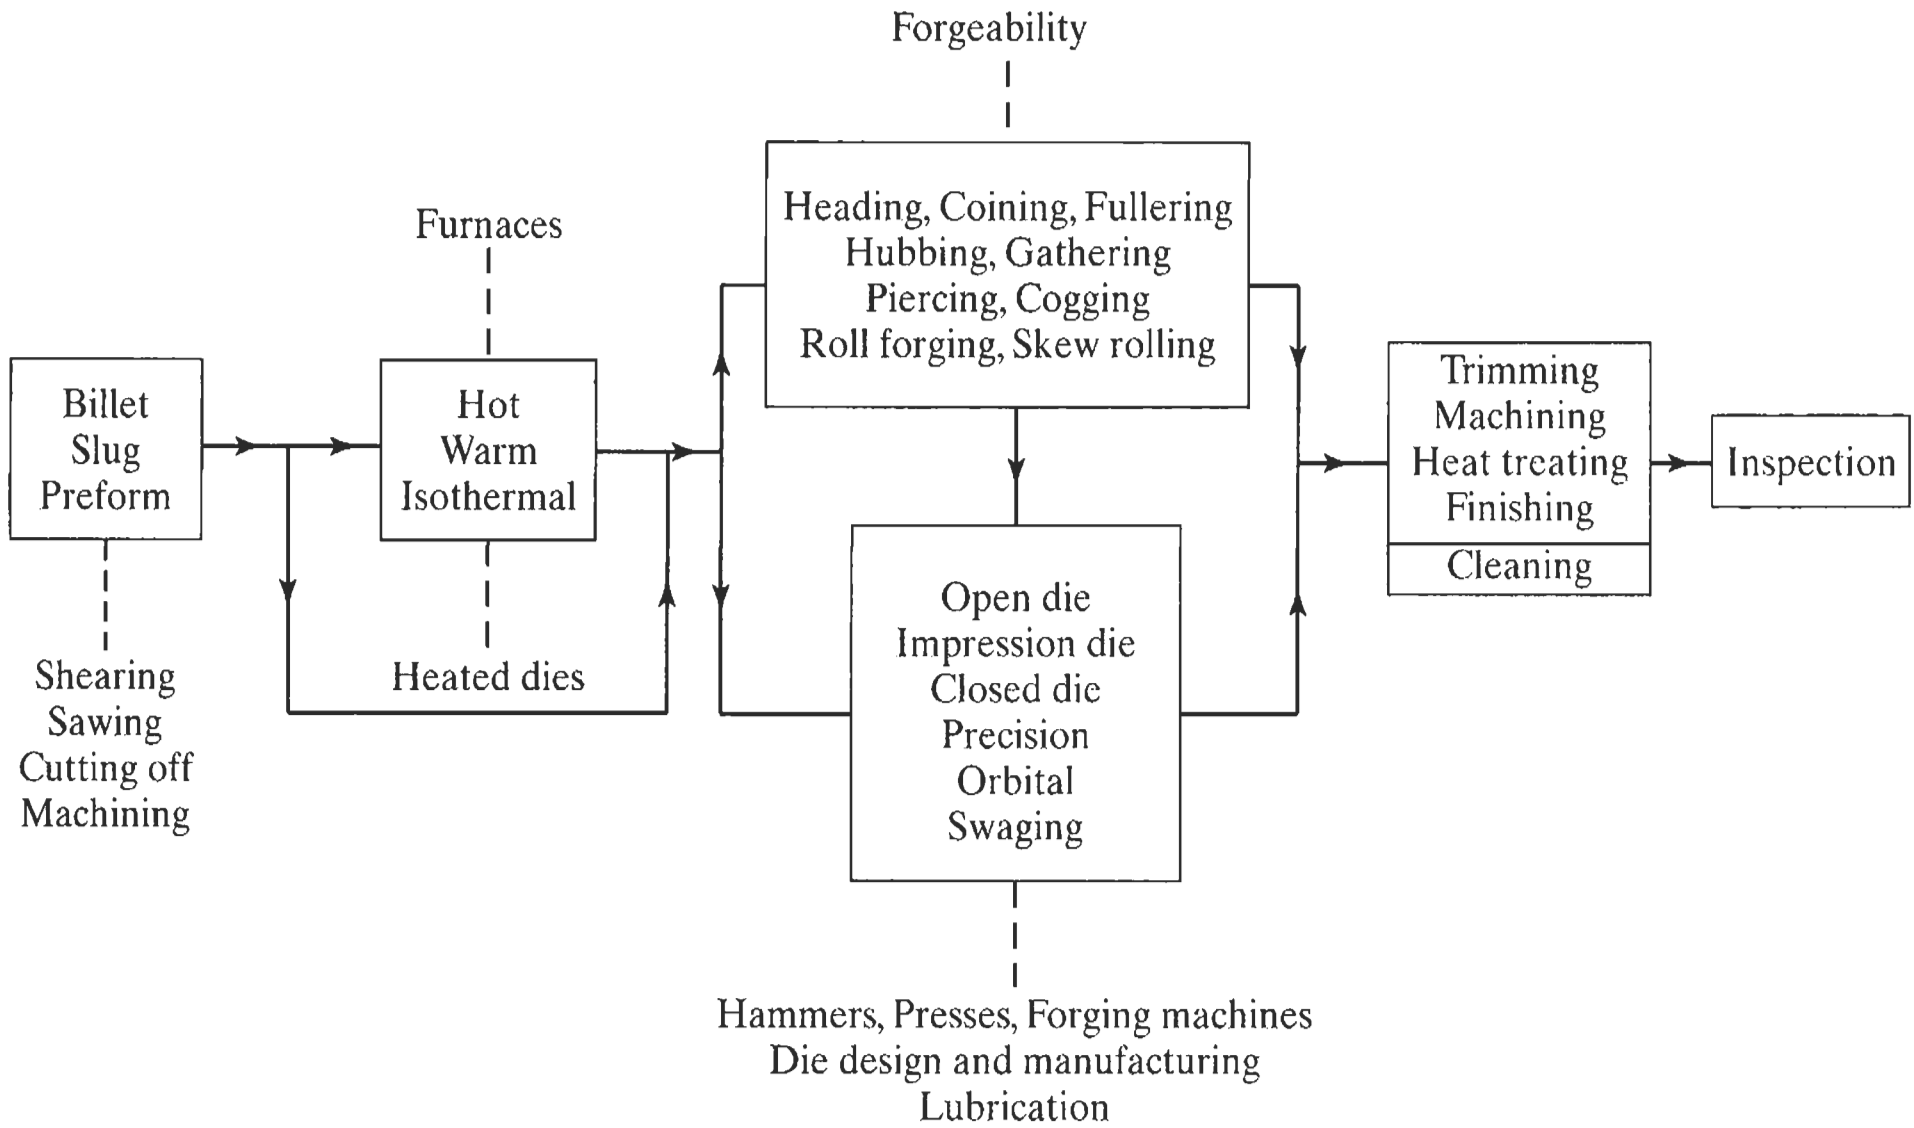 Forgeability
Heading, Coining, Fullering
Hubbing, Gathering
Piercing, Cogging
Roll forging, Skew rolling
Furnaces
Billet
Slug
Preform
Hot
Warm
Isothermal
Trimming
Machining
Heat treating
Finishing
Cleaning
Inspection
Shearing
Sawing
Cutting off
Machining
Heated dies
Open die
Impression die
Closed die
Precision
Orbital
Swaging
Hammers, Presses, Forging machines
Die design and manufacturing
Lubrication